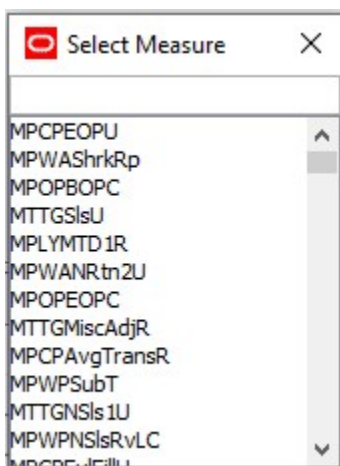 Select Measure
MPCPEOPU
MPWAShrkRp
MPOPBOPC
MTTGSlsU
MPLYMTD1R
MPWANRtn2U
MPOPEOPC
MTTGMiscAdjR
MPCPAvgTransR
MPWPSubT
MTTGNSls1U
MPWPNSlsRvLC